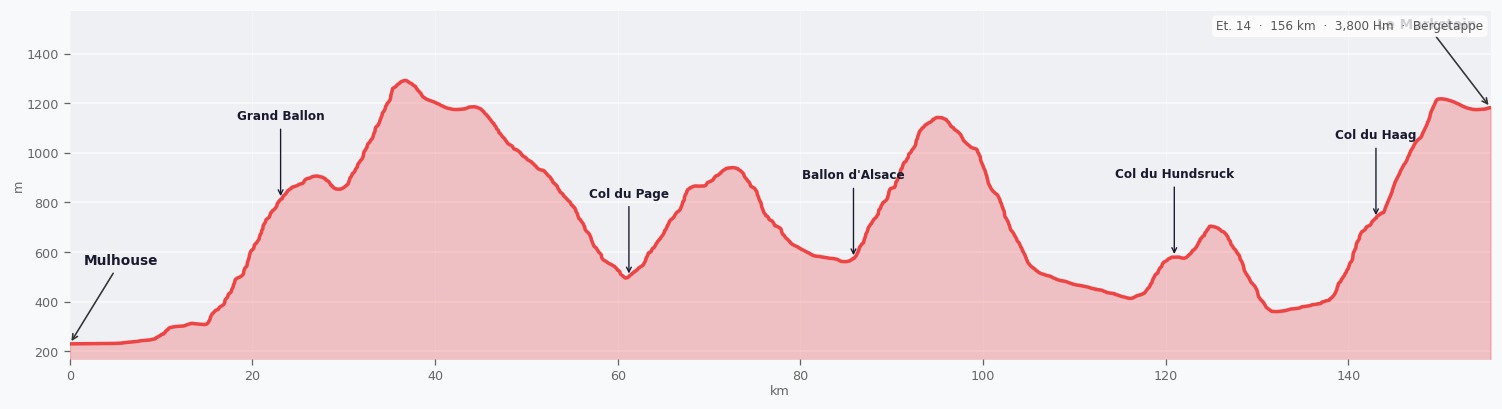 Le Markstein
Et. 14 · 156 km · 3,800 Hm · Bergetappe
1400
1200
1000
800
600
400
200
m
Grand Ballon
Col du Page
Ballon d'Alsace
Col du Hundsruck
Col du Haag
Mulhouse
0 20 40 60 80 100 120 140
km